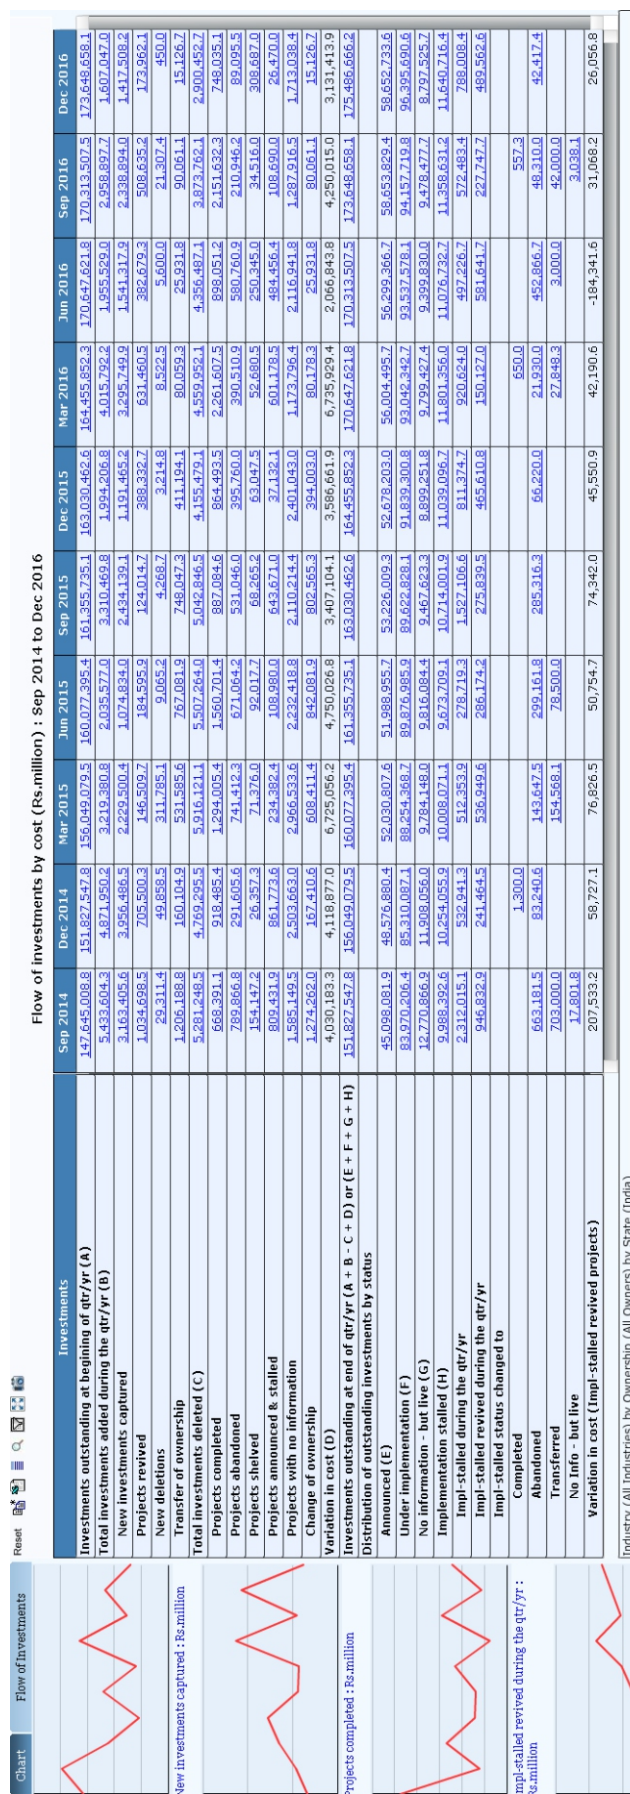 Chart Flow of Investments
New investments captured : Rs.million
Projects completed : Rs.million
mpl-stalled revived during the qtr/yr :
Rs.million
Reset
Flow of investments by cost (Rs.million) : Sep 2014 to Dec 2016
Investments Sep 2014 Dec 2014 Mar 2015 Jun 2015 Sep 2015 Dec 2015 Mar 2016 Jun 2016 Sep 2016 Dec 2016
Investments outstanding at begining of qtr/yr (A) 147,645,008.8 151,827,547.8 156,049,079.5 160,077,395.4 161,355,735.1 163,030,462.6 164,455,852.3 170,647,621.8 170,313,507.5 173,648,658.1
Total investments added during the qtr/yr (B) 5,433,604.3 4,871,950.2 3,219,380.8 2,035,577.0 3,310,469.8 1,994,206.8 4,015,792.2 1,955,529.0 2,958,897.7 1,607,047.0
New investments captured 3,163,405.6 3,956,486.5 2,229,500.4 1,074,834.0 2,434,139.1 1,191,465.2 3,295,749.9 1,541,317.9 2,338,894.0 1,417,508.2
Projects revived 1,034,698.5 705,500.3 146,509.7 184,595.9 124,014.7 388,332.7 631,460.5 382,679.3 508,635.2 173,962.1
New deletions 29,311.4 49,858.5 311,785.1 9,065.2 4,268.7 3,214.8 8,522.5 5,600.0 21,307.4 450.0
Transfer of ownership 1,206,188.8 160,104.9 531,585.6 767,081.9 748,047.3 411,194.1 80,059.3 25,931.8 90,061.1 15,126.7
Total investments deleted (C) 5,281,248.5 4,769,295.5 5,916,121.1 5,507,264.0 5,042,846.5 4,155,479.1 4,559,952.1 4,356,487.1 3,873,762.1 2,900,452.7
Projects completed 668,391.1 918,485.4 1,294,005.4 1,560,701.4 887,084.6 864,493.5 2,261,607.5 898,051.2 2,151,632.3 748,035.1
Projects abandoned 789,866.8 291,605.6 741,412.3 671,064.2 531,046.0 395,760.0 390,510.9 580,760.9 210,946.2 89,095.5
Projects shelved 154,147.2 26,357.3 71,376.0 92,017.7 68,265.2 63,047.5 52,680.5 250,345.0 34,516.0 308,687.0
Projects announced & stalled 809,431.9 861,773.6 234,382.4 108,980.0 643,671.0 37,132.1 601,178.5 484,456.4 108,690.0 26,470.0
Projects with no information 1,585,149.5 2,503,663.0 2,966,533.6 2,232,418.8 2,110,214.4 2,401,043.0 1,173,796.4 2,116,941.8 1,287,916.5 1,713,038.4
Change of ownership 1,274,262.0 167,410.6 608,411.4 842,081.9 802,565.3 394,003.0 80,178.3 25,931.8 80,061.1 15,126.7
Variation in cost (D) 4,030,183.3 4,118,877.0 6,725,056.2 4,750,026.8 3,407,104.1 3,586,661.9 6,735,929.4 2,066,843.8 4,250,015.0 3,131,413.9
Investments outstanding at end of qtr/yr (A + B - C + D) or (E + F + G + H) 151,827,547.8 156,049,079.5 160,077,395.4 161,355,735.1 163,030,462.6 164,455,852.3 170,647,621.8 170,313,507.5 173,648,658.1 175,486,666.2
Distribution of outstanding investments by status
Announced (E) 45,098,081.9 48,576,880.4 52,030,807.6 51,988,955.7 53,226,009.3 52,678,203.0 56,004,495.7 56,299,366.7 58,653,829.4 58,652,733.6
Under implementation (F) 83,970,206.4 85,310,087.1 88,254,368.7 89,876,985.9 89,622,828.1 91,839,300.8 93,042,342.7 93,537,578.1 94,157,719.8 96,395,690.6
No information - but live (G) 12,770,866.9 11,908,056.0 9,784,148.0 9,816,084.4 9,467,623.3 8,899,251.8 9,799,427.4 9,399,830.0 9,478,477.7 8,797,525.7
Implementation stalled (H) 9,988,392.6 10,254,055.9 10,008,071.1 9,673,709.1 10,714,001.9 11,039,096.7 11,801,356.0 11,076,732.7 11,358,631.2 11,640,716.4
Impl-stalled during the qtr/yr 2,312,015.1 532,941.3 512,353.9 278,719.3 1,527,106.6 811,374.7 920,624.0 497,226.7 572,483.4 788,008.4
Impl-stalled revived during the qtr/yr 946,832.9 241,464.5 536,949.6 286,174.2 275,839.5 465,610.8 150,127.0 581,641.7 227,747.7 489,562.6
Impl-stalled status changed to
Completed 1,300.0 650.0 557.3
Abandoned 663,181.5 83,240.6 143,647.5 299,161.8 285,316.3 66,220.0 21,930.0 452,866.7 48,310.0 42,417.4
Transferred 703,000.0 154,568.1 78,500.0 27,848.3 3,000.0 42,000.0
No Info - but live 17,801.8 3,038.1
Variation in cost (Impl-stalled revived projects) 207,533.2 58,727.1 76,826.5 50,754.7 74,342.0 45,550.9 42,190.6 -184,341.6 31,068.2 26,056.8
Industry (All Industries) by Ownership (All Owners) by State (India)